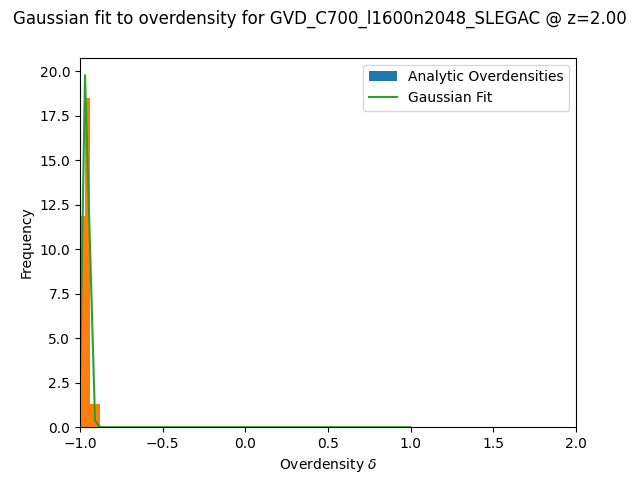 Gaussian fit to overdensity for GVD_C700_l1600n2048_SLEGAC @ z=2.00
20.0
17.5
15.0
12.5
10.0
7.5
5.0
2.5
0.0
Frequency
Analytic Overdensities
Gaussian Fit
−1.0 −0.5 0.0 0.5 1.0 1.5 2.0
Overdensity δ